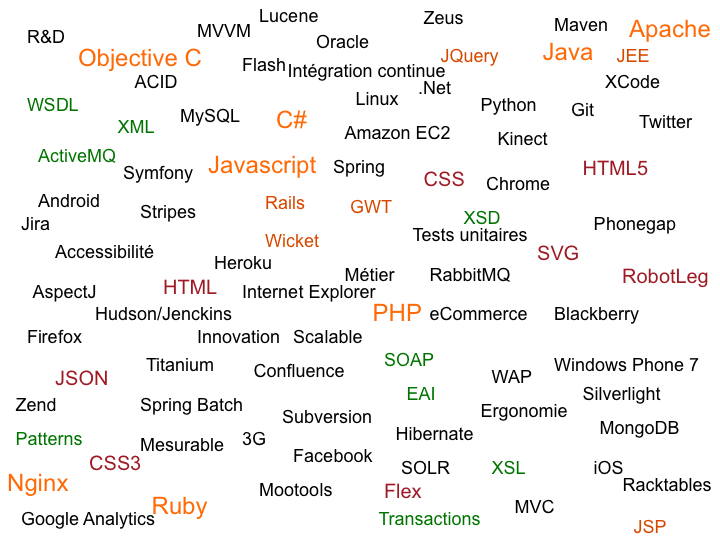 Lucene
Zeus
Maven
Apache
R&D
MVVM
Oracle
Objective C
Flash
Intégration continue
JQuery
Java
JEE
ACID
.Net
XCode
WSDL
MySQL
C#
Linux
Python
Git
Twitter
XML
Amazon EC2
Kinect
ActiveMQ
Symfony
Javascript
Spring
CSS
Chrome
HTML5
Android
Stripes
Rails
GWT
XSD
Phonegap
Jira
Tests unitaires
Accessibilité
Wicket
SVG
Heroku
Métier
RabbitMQ
RobotLeg
AspectJ
HTML
Internet Explorer
Hudson/Jenckins
PHP
eCommerce
Blackberry
Firefox
Innovation
Scalable
Titanium
SOAP
Windows Phone 7
JSON
Confluence
WAP
Zend
Spring Batch
EAI
Silverlight
Subversion
Ergonomie
MongoDB
Patterns
Mesurable
3G
Hibernate
CSS3
Facebook
SOLR
XSL
iOS
Nginx
Mootools
Flex
Racktables
Google Analytics
Ruby
Transactions
MVC
JSP